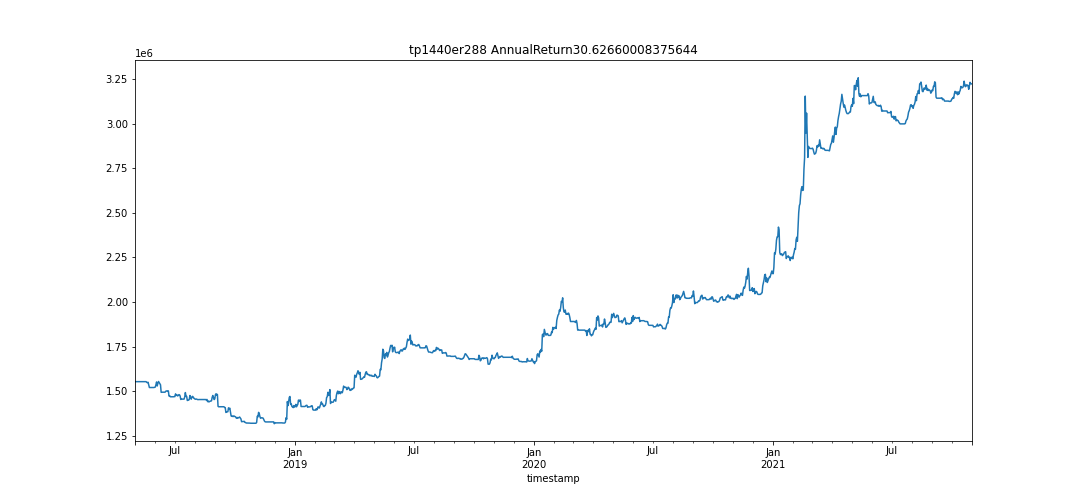 tp1440er288 AnnualReturn30.62660008375644
1e6
3.25
3.00
2.75
2.50
2.25
2.00
1.75
1.50
1.25
Jul Jan Jul Jan Jul Jan Jul
2019 2020 2021
timestamp